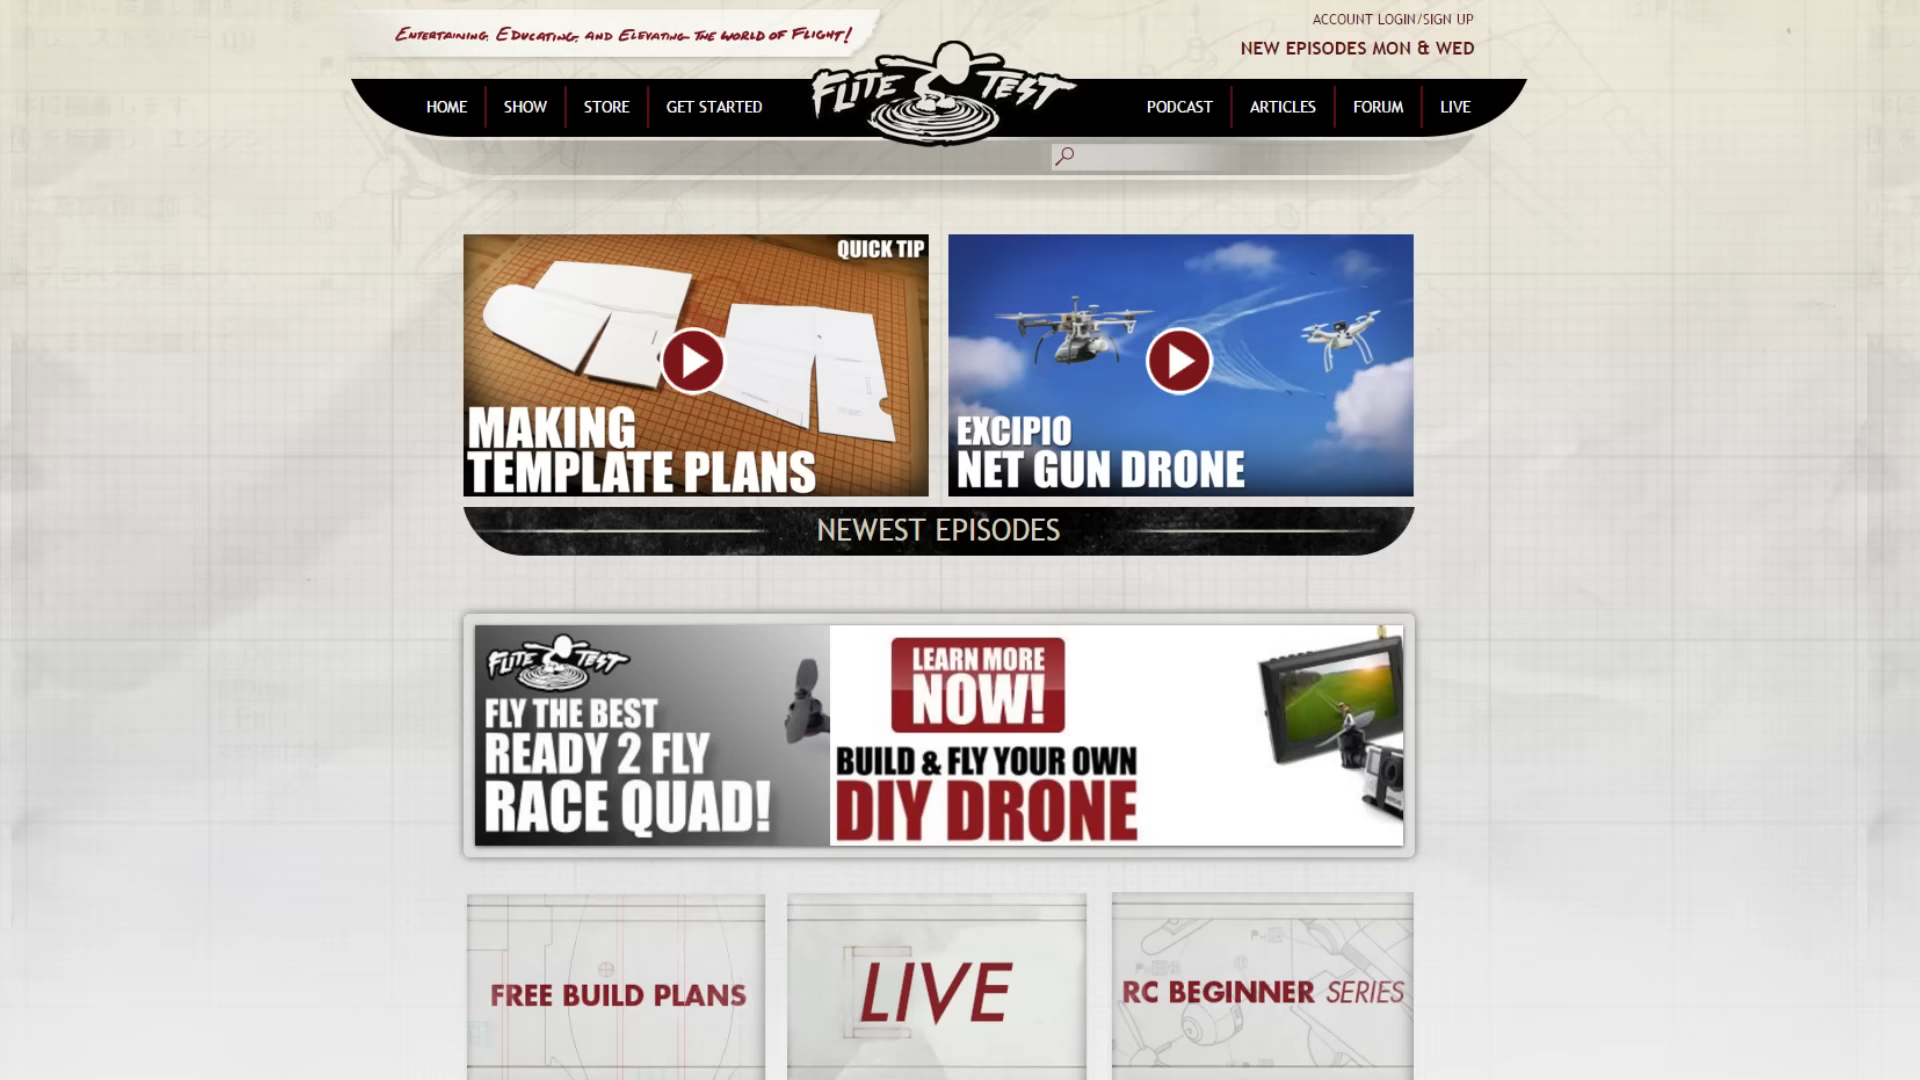 Entertaining, Educating, and Elevating the world of Flight!
ACCOUNT LOGIN/SIGN UP
NEW EPISODES MON & WED
HOME SHOW STORE GET STARTED FLITE TEST PODCAST ARTICLES FORUM LIVE
QUICK TIP
MAKING
TEMPLATE PLANS
EXCIPIO
NET GUN DRONE
NEWEST EPISODES
FLITE TEST
FLY THE BEST
READY 2 FLY
RACE QUAD!
LEARN MORE
NOW!
BUILD & FLY YOUR OWN
DIY DRONE
FREE BUILD PLANS
LIVE
RC BEGINNER SERIES